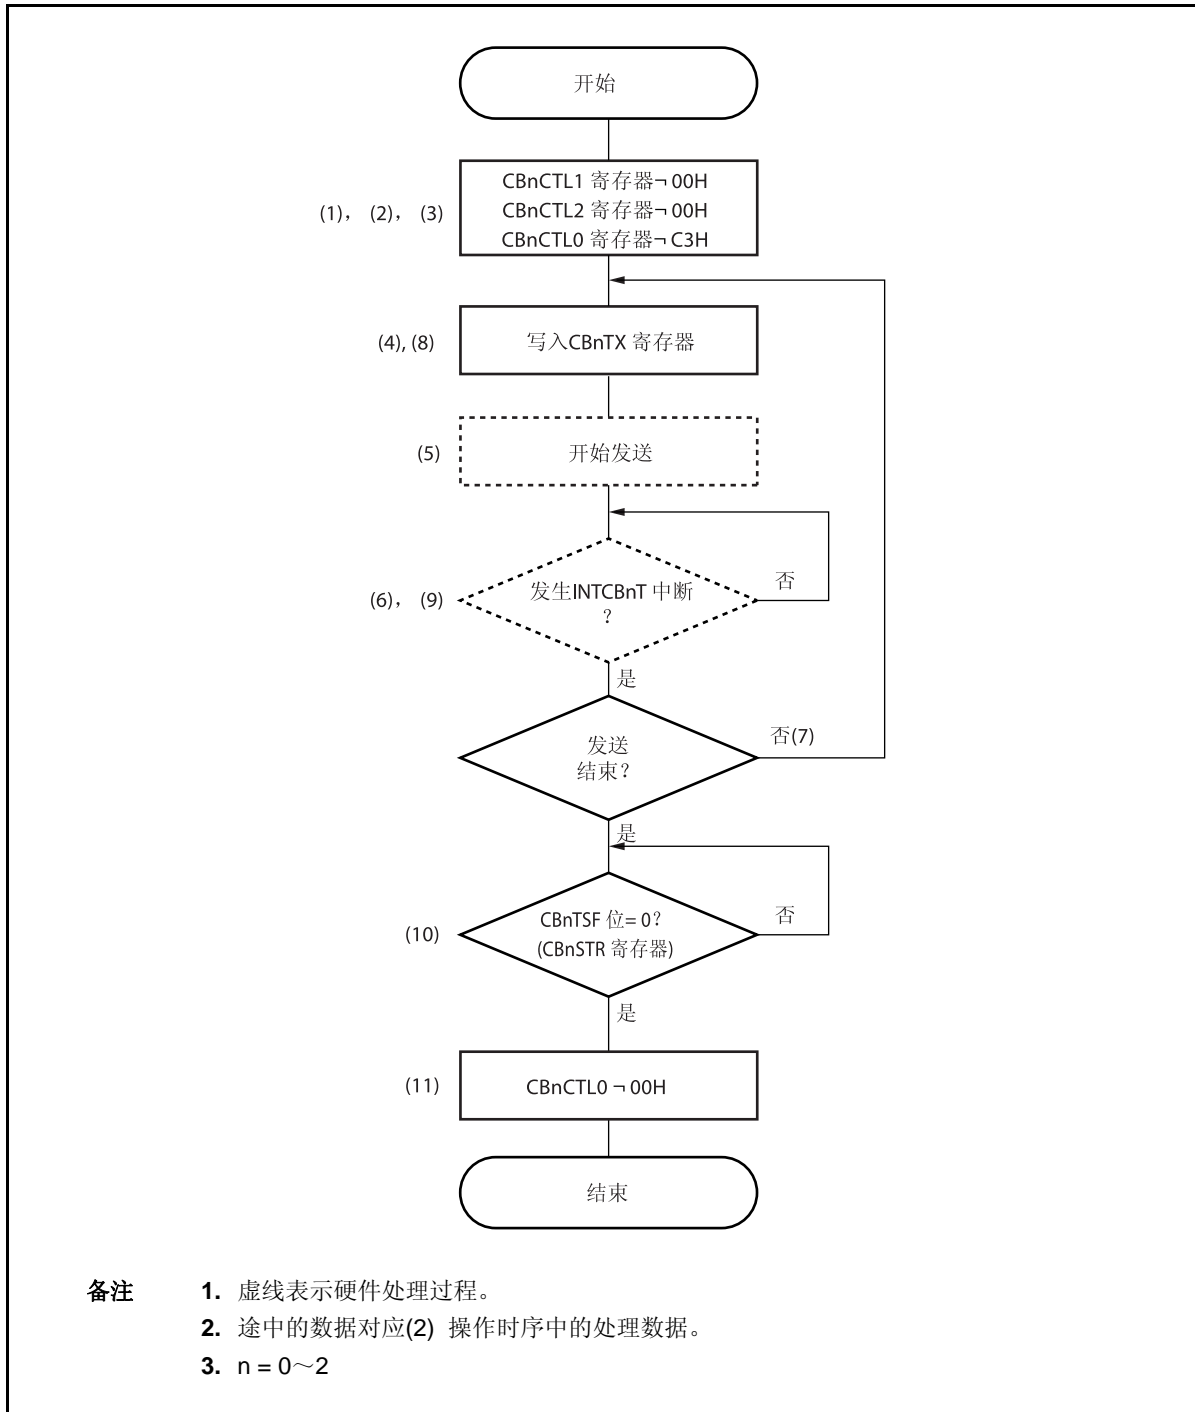 开始
CBnCTL1 寄存器¬ 00H
(1)， (2)， (3) CBnCTL2 寄存器¬ 00H
CBnCTL0 寄存器¬ C3H
(4), (8) 写入CBnTX 寄存器
(5) 开始发送
发生INTCBnT 中断 否
(6)， (9)
？
是
发送 否(7)
结束？
是
CBnTSF 位= 0？ 否
(10)
(CBnSTR 寄存器)
是
(11) CBnCTL0 ¬ 00H
结束
备注 1. 虚线表示硬件处理过程。
2. 途中的数据对应(2) 操作时序中的处理数据。
3. n = 0～2